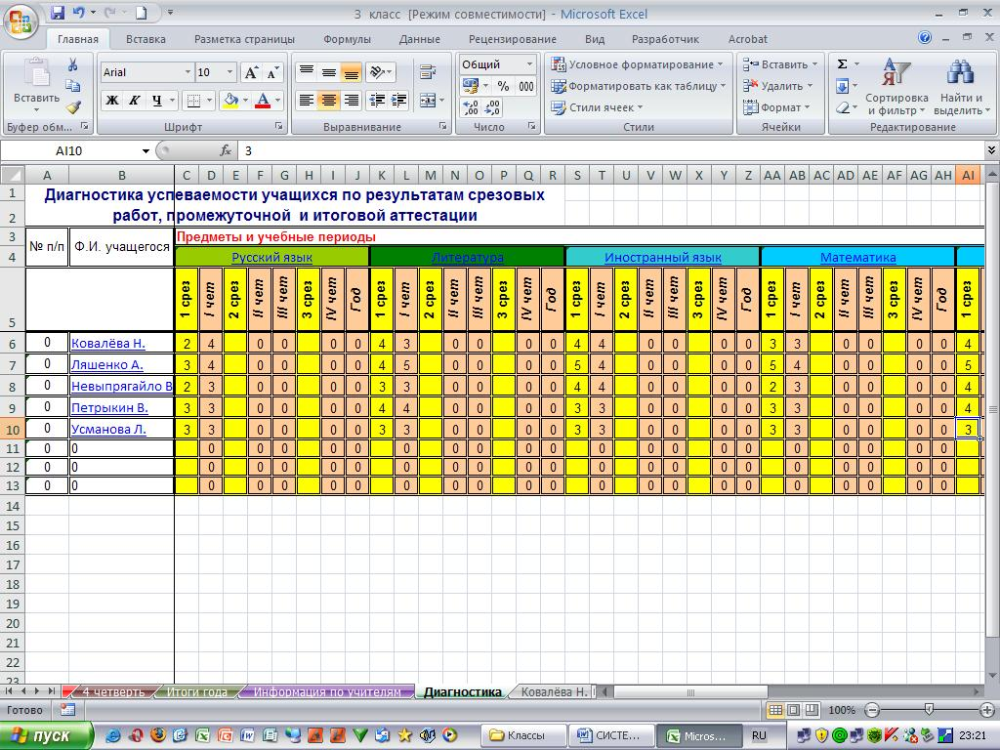 3 класс [Режим совместимости] - Microsoft Excel
Главная Вставка Разметка страницы Формулы Данные Рецензирование Вид Разработчик Acrobat
Arial 10 Общий Условное форматирование Вставить
Вставить Форматировать как таблицу Удалить Сортировка и фильтр Найти и выделить
Ж К Ч % 000 Стили ячеек Формат
Буфер обм... Шрифт Выравнивание Число Стили Ячейки Редактирование
AI10 fx 3
A B C D E F G H I J K L M N O P Q R S T U V W X Y Z AA AB AC AD AE AF AG AH AI
1 Диагностика успеваемости учащихся по результатам срезовых
2 работ, промежуточной и итоговой аттестации
3 № п/п Ф.И. учащегося Предметы и учебные периоды
4 Русский язык Литература Иностранный язык Математика
5 1 срез I чет 2 срез II чет III чет 3 срез IV чет Год 1 срез I чет 2 срез II чет III чет 3 срез IV чет Год 1 срез I чет 2 срез II чет III чет 3 срез IV чет Год 1 срез I чет 2 срез II чет III чет 3 срез IV чет Год 1 срез
6 0 Ковалёва Н. 2 4 0 0 0 0 4 3 0 0 0 0 4 4 0 0 0 0 3 3 0 0 0 0 4
7 0 Ляшенко А. 3 4 0 0 0 0 4 5 0 0 0 0 5 4 0 0 0 0 5 4 0 0 0 0 5
8 0 Невыпрягайло В 2 3 0 0 0 0 3 3 0 0 0 0 4 4 0 0 0 0 2 3 0 0 0 0 4
9 0 Петрыкин В. 3 3 0 0 0 0 4 4 0 0 0 0 3 3 0 0 0 0 3 3 0 0 0 0 4
10 0 Усманова Л. 3 3 0 0 0 0 3 3 0 0 0 0 3 3 0 0 0 0 3 3 0 0 0 0 3
11 0 0 0 0 0 0 0 0 0 0 0 0 0 0 0 0 0 0 0 0 0 0
12 0 0 0 0 0 0 0 0 0 0 0 0 0 0 0 0 0 0 0 0 0 0
13 0 0 0 0 0 0 0 0 0 0 0 0 0 0 0 0 0 0 0 0 0 0
14
15
16
17
18
19
20
21
22
23
4 четверть Итоги года Информация по учителям Диагностика Ковалёва Н.
Готово 100%
пуск Классы СИСТЕ... Micros... RU 23:21